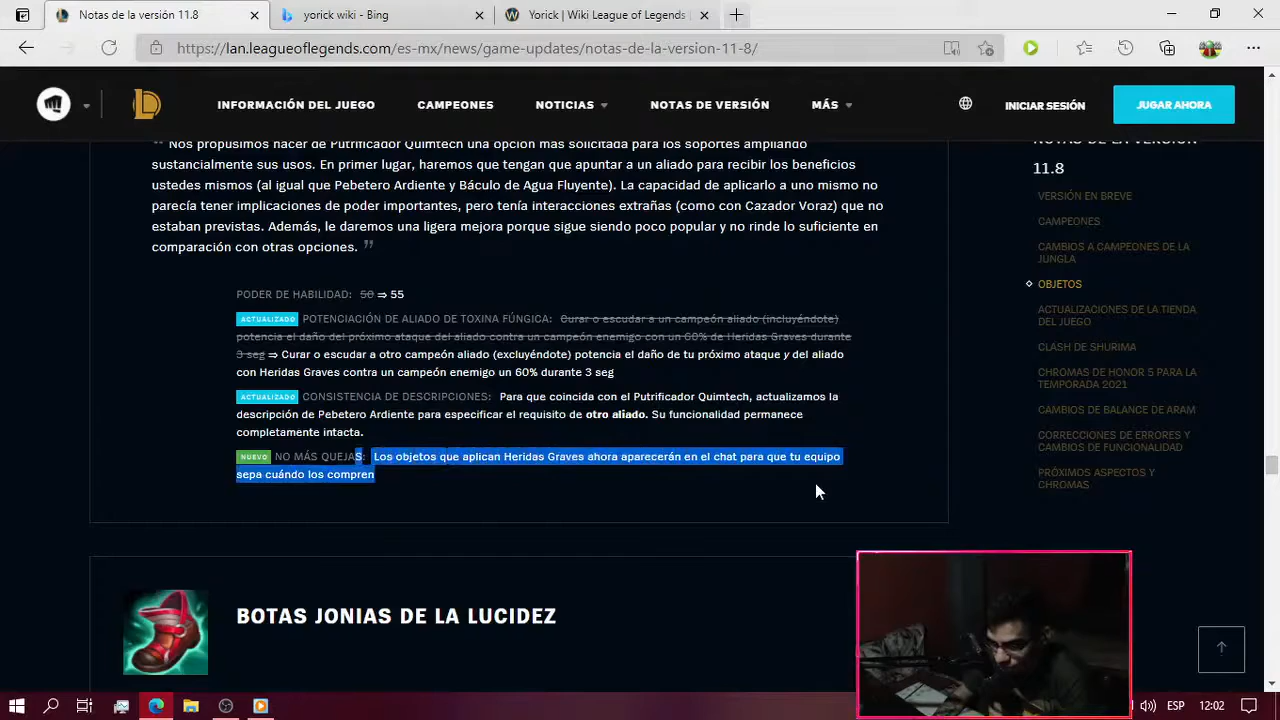 Notas de la versión 11.8
yorick wiki - Bing
Yorick | Wiki League of Legends
https://lan.leagueoflegends.com/es-mx/news/game-updates/notas-de-la-version-11-8/
INFORMACIÓN DEL JUEGO
CAMPEONES
NOTICIAS
NOTAS DE VERSIÓN
MÁS
INICIAR SESIÓN
JUGAR AHORA
" Nos propusimos hacer de Putrificador Quimtech una opción más solicitada para los soportes ampliando
sustancialmente sus usos. En primer lugar, haremos que tengan que apuntar a un aliado para recibir los beneficios
ustedes mismos (al igual que Pebetero Ardiente y Báculo de Agua Fluyente). La capacidad de aplicarlo a uno mismo no
parecía tener implicaciones de poder importantes, pero tenía interacciones extrañas (como con Cazador Voraz) que no
estaban previstas. Además, le daremos una ligera mejora porque sigue siendo poco popular y no rinde lo suficiente en
comparación con otras opciones. "
PODER DE HABILIDAD: 50 ⇒ 55
ACTUALIZADO POTENCIACIÓN DE ALIADO DE TOXINA FÚNGICA: Curar o escudar a un campeón aliado (incluyéndote)
potencia el daño del próximo ataque del aliado contra un campeón enemigo con un 60% de Heridas Graves durante
3 seg ⇒ Curar o escudar a otro campeón aliado (excluyéndote) potencia el daño de tu próximo ataque y del aliado
con Heridas Graves contra un campeón enemigo un 60% durante 3 seg
ACTUALIZADO CONSISTENCIA DE DESCRIPCIONES: Para que coincida con el Putrificador Quimtech, actualizamos la
descripción de Pebetero Ardiente para especificar el requisito de otro aliado. Su funcionalidad permanece
completamente intacta.
NUEVO NO MÁS QUEJAS: Los objetos que aplican Heridas Graves ahora aparecerán en el chat para que tu equipo
sepa cuándo los compren
BOTAS JONIAS DE LA LUCIDEZ
NOTAS DE LA VERSIÓN
11.8
VERSIÓN EN BREVE
CAMPEONES
CAMBIOS A CAMPEONES DE LA
JUNGLA
OBJETOS
ACTUALIZACIONES DE LA TIENDA
DEL JUEGO
CLASH DE SHURIMA
CHROMAS DE HONOR 5 PARA LA
TEMPORADA 2021
CAMBIOS DE BALANCE DE ARAM
CORRECCIONES DE ERRORES Y
CAMBIOS DE FUNCIONALIDAD
PRÓXIMOS ASPECTOS Y
CHROMAS
ESP
12:02